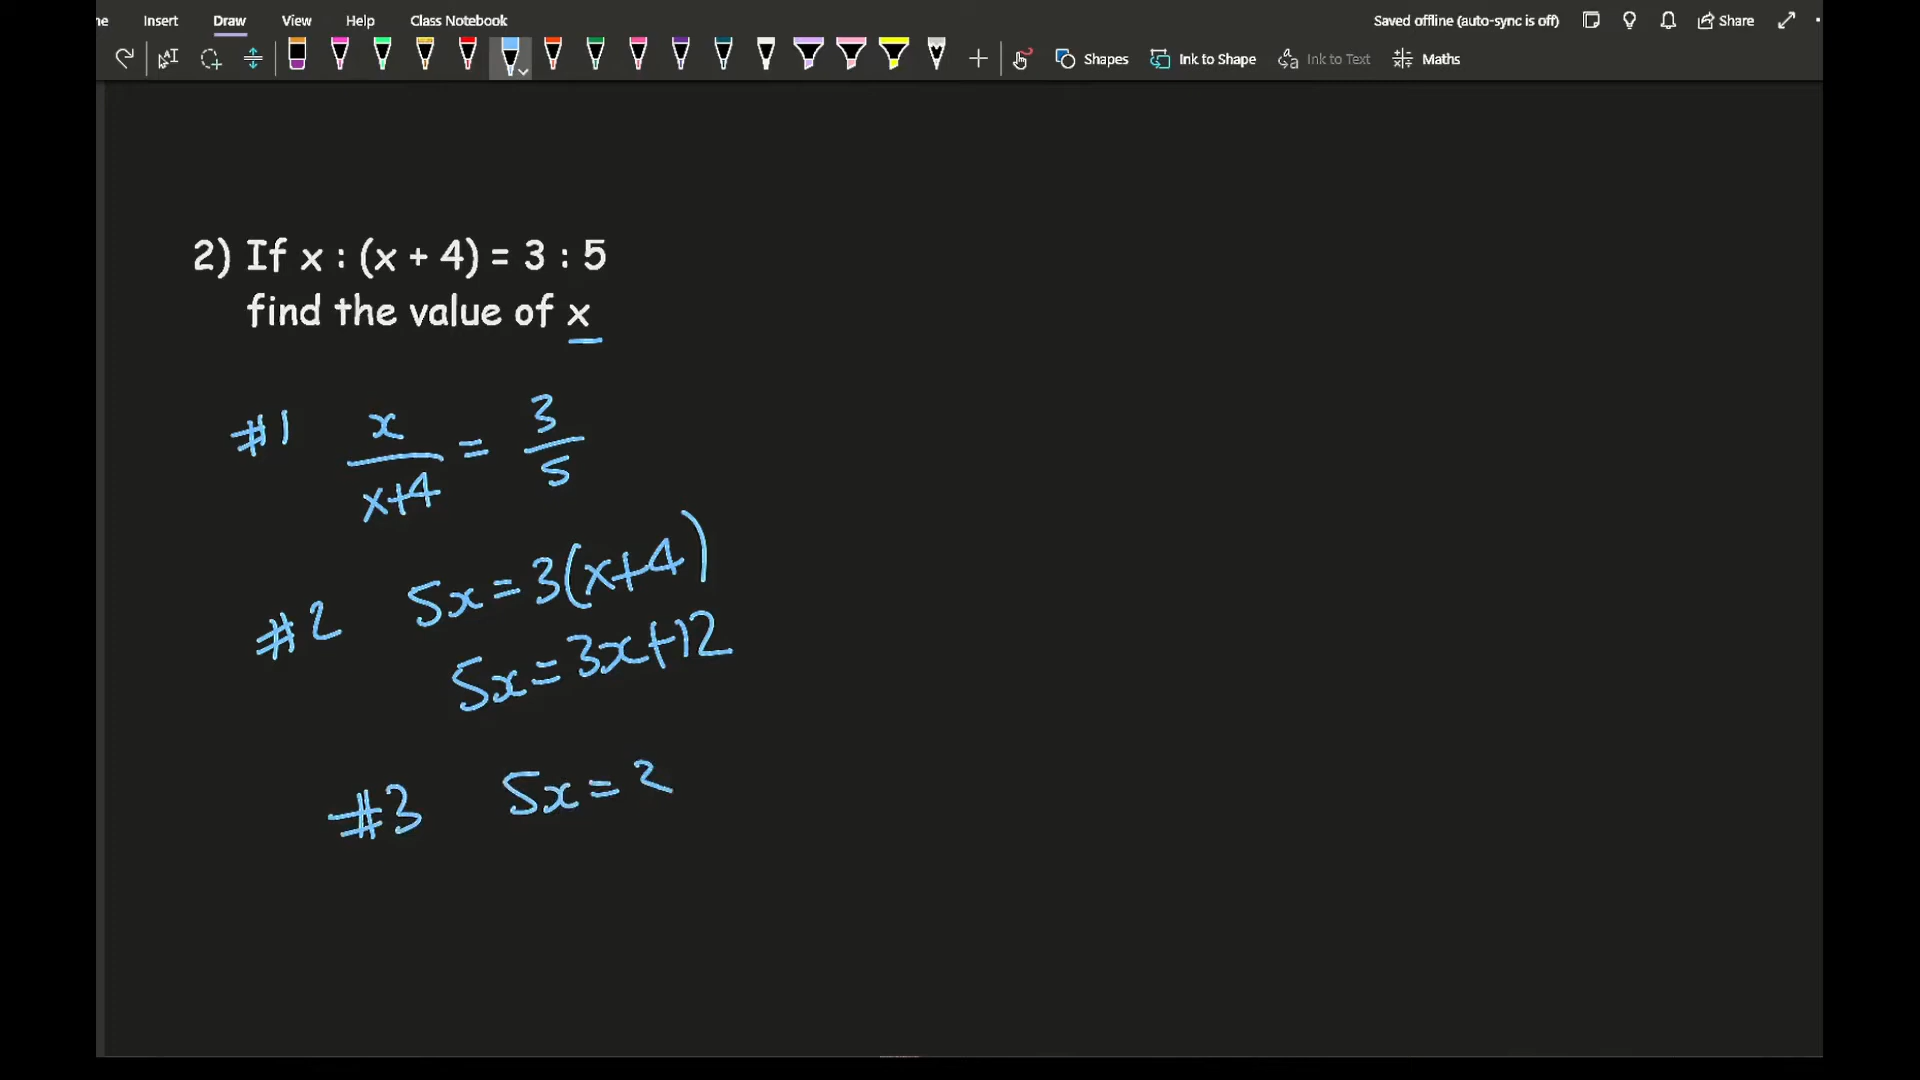 Insert Draw View Help Class Notebook Saved offline (auto-sync is off) Share
Shapes Ink to Shape Ink to Text Maths
2) If x : (x + 4) = 3 : 5
find the value of x
#1 x/x+4 = 3/5
#2 5x = 3(x+4)
5x = 3x+12
#3 5x =